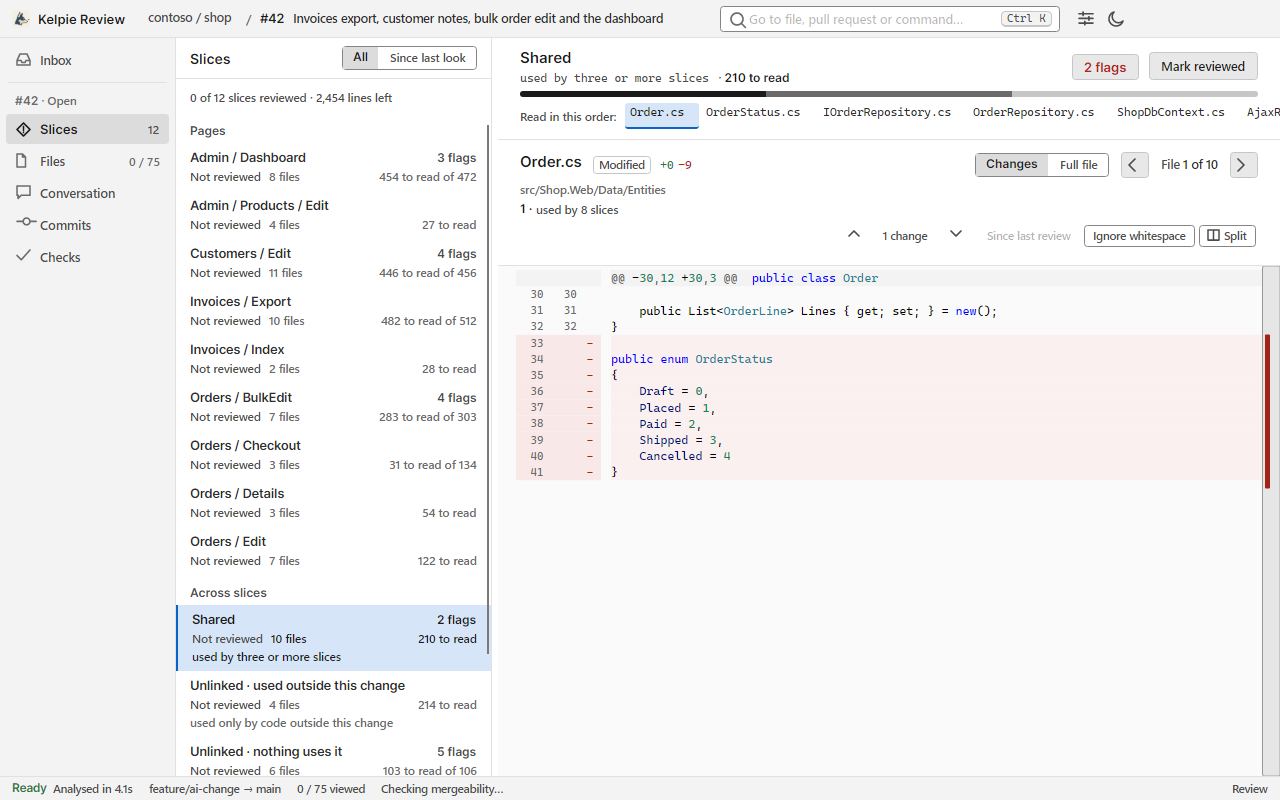 Kelpie Review
contoso / shop / #42 Invoices export, customer notes, bulk order edit and the dashboard
Go to file, pull request or command... Ctrl K
Inbox
#42 · Open
Slices 12
Files 0 / 75
Conversation
Commits
Checks
Slices
All Since last look
0 of 12 slices reviewed · 2,454 lines left
Pages
Admin / Dashboard 3 flags
Not reviewed 8 files 454 to read of 472
Admin / Products / Edit
Not reviewed 4 files 27 to read
Customers / Edit 4 flags
Not reviewed 11 files 446 to read of 456
Invoices / Export
Not reviewed 10 files 482 to read of 512
Invoices / Index
Not reviewed 2 files 28 to read
Orders / BulkEdit 4 flags
Not reviewed 7 files 283 to read of 303
Orders / Checkout
Not reviewed 3 files 31 to read of 134
Orders / Details
Not reviewed 3 files 54 to read
Orders / Edit
Not reviewed 7 files 122 to read
Across slices
Shared 2 flags
Not reviewed 10 files 210 to read
used by three or more slices
Unlinked · used outside this change
Not reviewed 4 files 214 to read
used only by code outside this change
Unlinked · nothing uses it 5 flags
Not reviewed 6 files 103 to read of 106
Shared
used by three or more slices · 210 to read
2 flags
Mark reviewed
Read in this order: Order.cs OrderStatus.cs IOrderRepository.cs OrderRepository.cs ShopDbContext.cs AjaxR
Order.cs Modified +0 −9
Changes Full file
File 1 of 10
src/Shop.Web/Data/Entities
1 · used by 8 slices
1 change
Since last review
Ignore whitespace
Split
@@ −30,12 +30,3 @@ public class Order
30 30
31 31 public List<OrderLine> Lines { get; set; } = new();
32 32 }
33 −
34 − public enum OrderStatus
35 − {
36 − Draft = 0,
37 − Placed = 1,
38 − Paid = 2,
39 − Shipped = 3,
40 − Cancelled = 4
41 − }
Ready Analysed in 4.1s feature/ai-change → main 0 / 75 viewed Checking mergeability...
Review